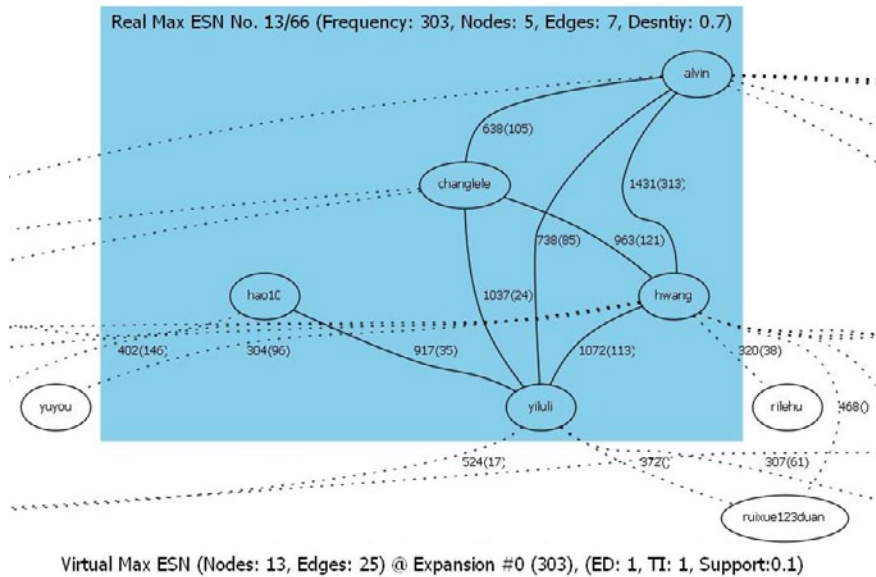 Real Max ESN No. 13/66 (Frequency: 303, Nodes: 5, Edges: 7, Desntiy: 0.7)
alvin
638(105)
changlele
1431(313)
738(85)
963(121)
hao10
1037(24)
hwang
402(146)
304(96)
917(35)
1072(113)
320(38)
yuyou
yiluli
rilehu
468()
524(17)
372()
307(61)
ruixue123duan
Virtual Max ESN (Nodes: 13, Edges: 25) @ Expansion #0 (303), (ED: 1, TI: 1, Support:0.1)